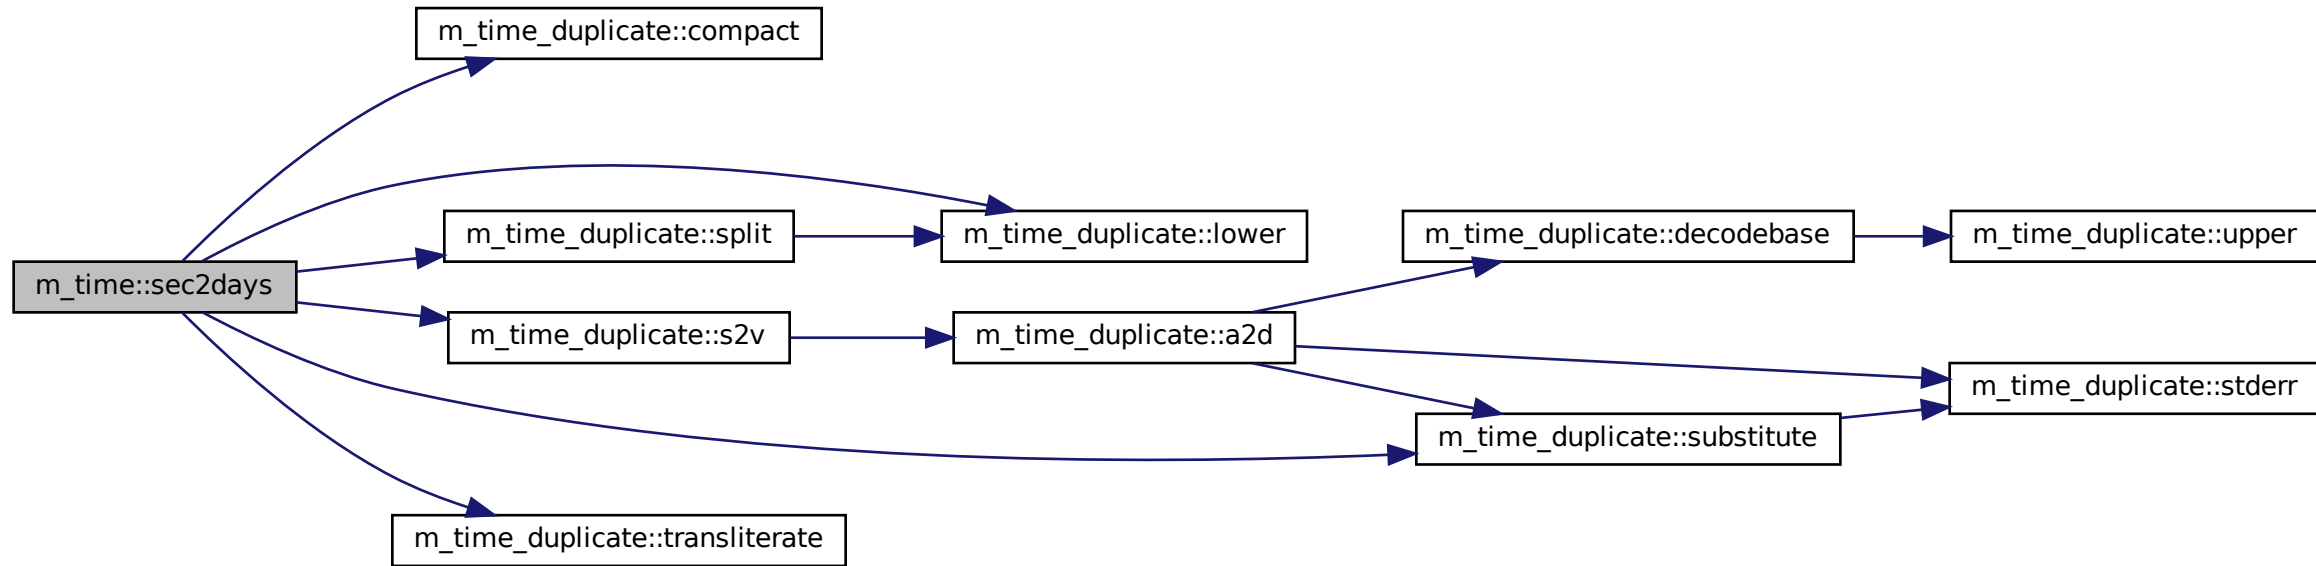 m_time_duplicate::compact
m_time_duplicate::split
m_time_duplicate::lower
m_time_duplicate::decodebase
m_time_duplicate::upper
m_time::sec2days
m_time_duplicate::s2v
m_time_duplicate::a2d
m_time_duplicate::stderr
m_time_duplicate::substitute
m_time_duplicate::transliterate